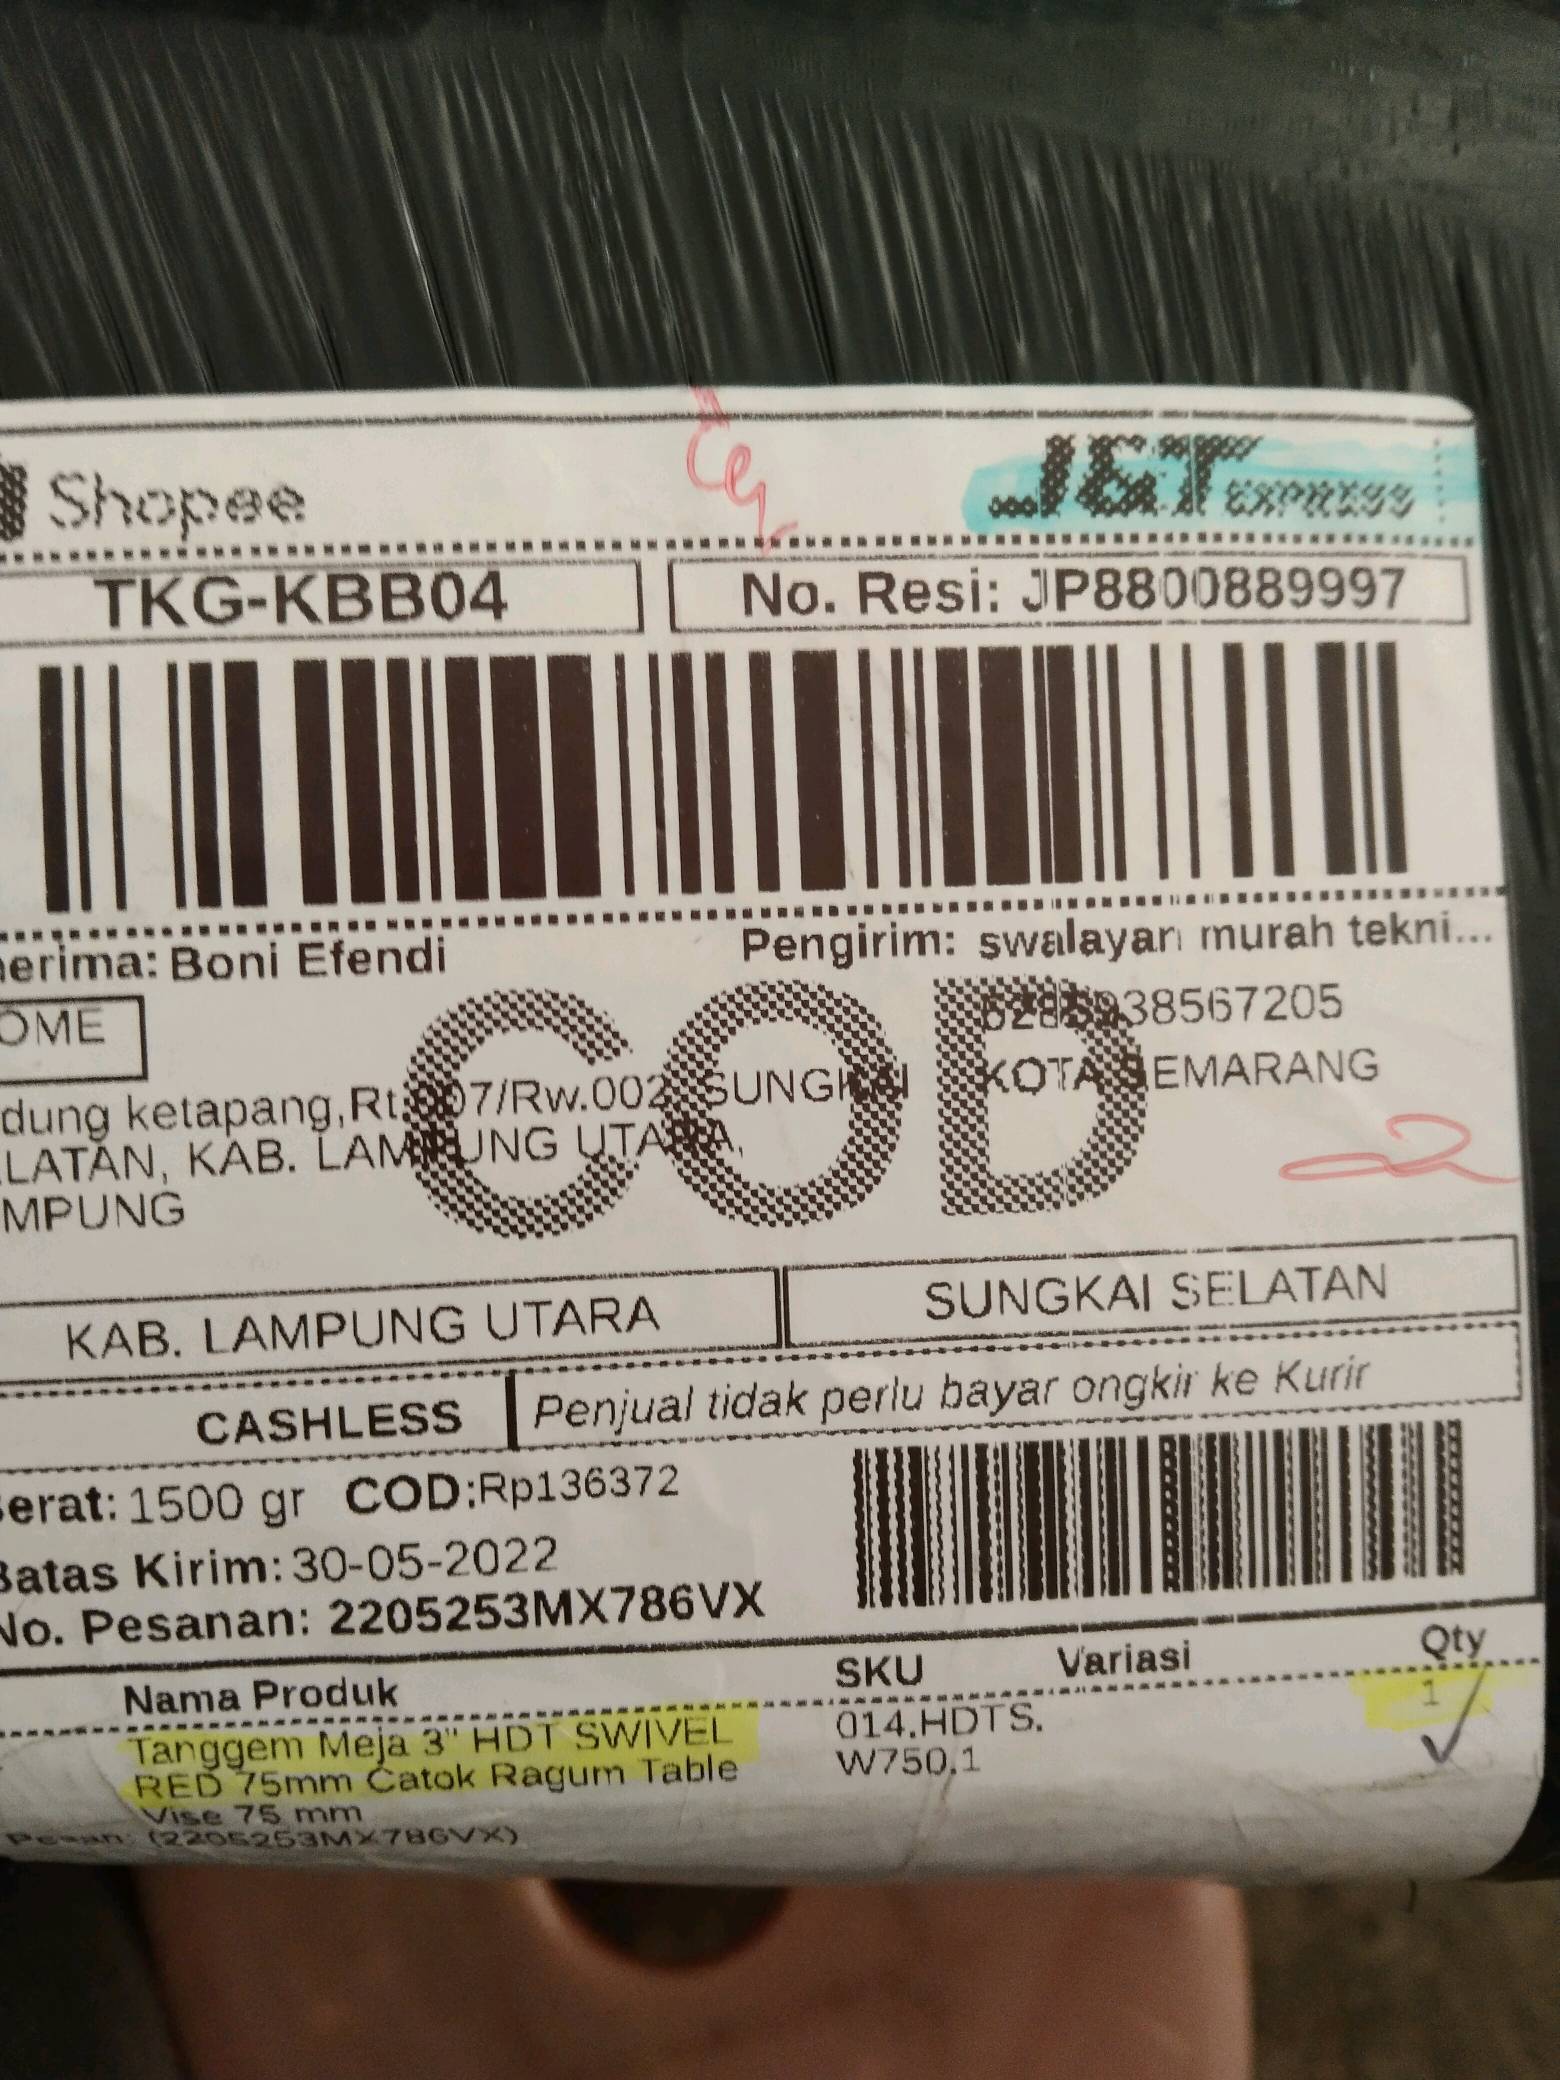 Shopee
J&T EXPRESS
TKG-KBB04
No. Resi: JP8800889997
nerima: Boni Efendi
Pengirim: swalayan murah tekni...
OME
6285938567205
KOTA SEMARANG
COD
dung ketapang,Rt.007/Rw.002, SUNGKAI
LATAN, KAB. LAMPUNG UTARA,
MPUNG
KAB. LAMPUNG UTARA
SUNGKAI SELATAN
CASHLESS
Penjual tidak perlu bayar ongkir ke Kurir
Berat: 1500 gr COD:Rp136372
Batas Kirim: 30-05-2022
No. Pesanan: 2205253MX786VX
Nama Produk SKU Variasi Qty
Tanggem Meja 3" HDT SWIVEL 014.HDTS. 1
RED 75mm Catok Ragum Table W750.1
Vise 75 mm
Pesan: (2205253MX786VX)